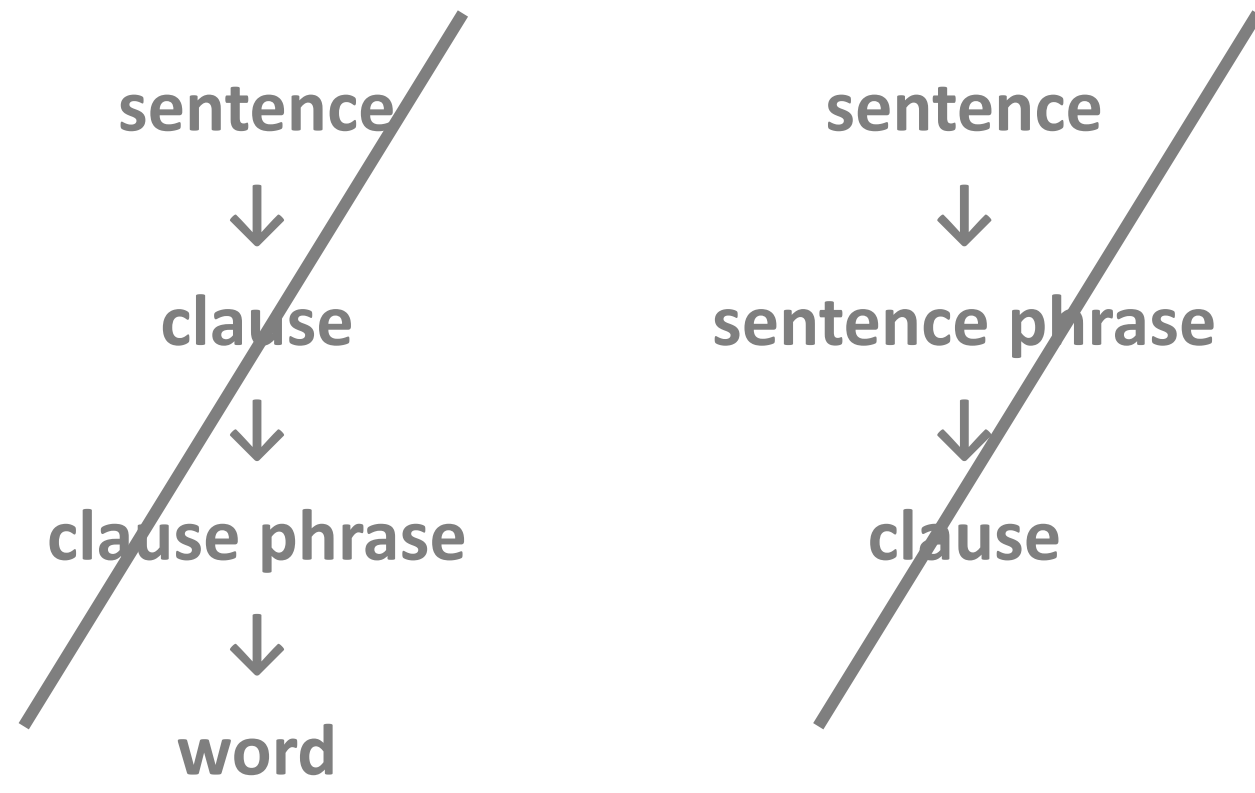 sentence
↓
clause
↓
clause phrase
↓
word
sentence
↓
sentence phrase
↓
clause